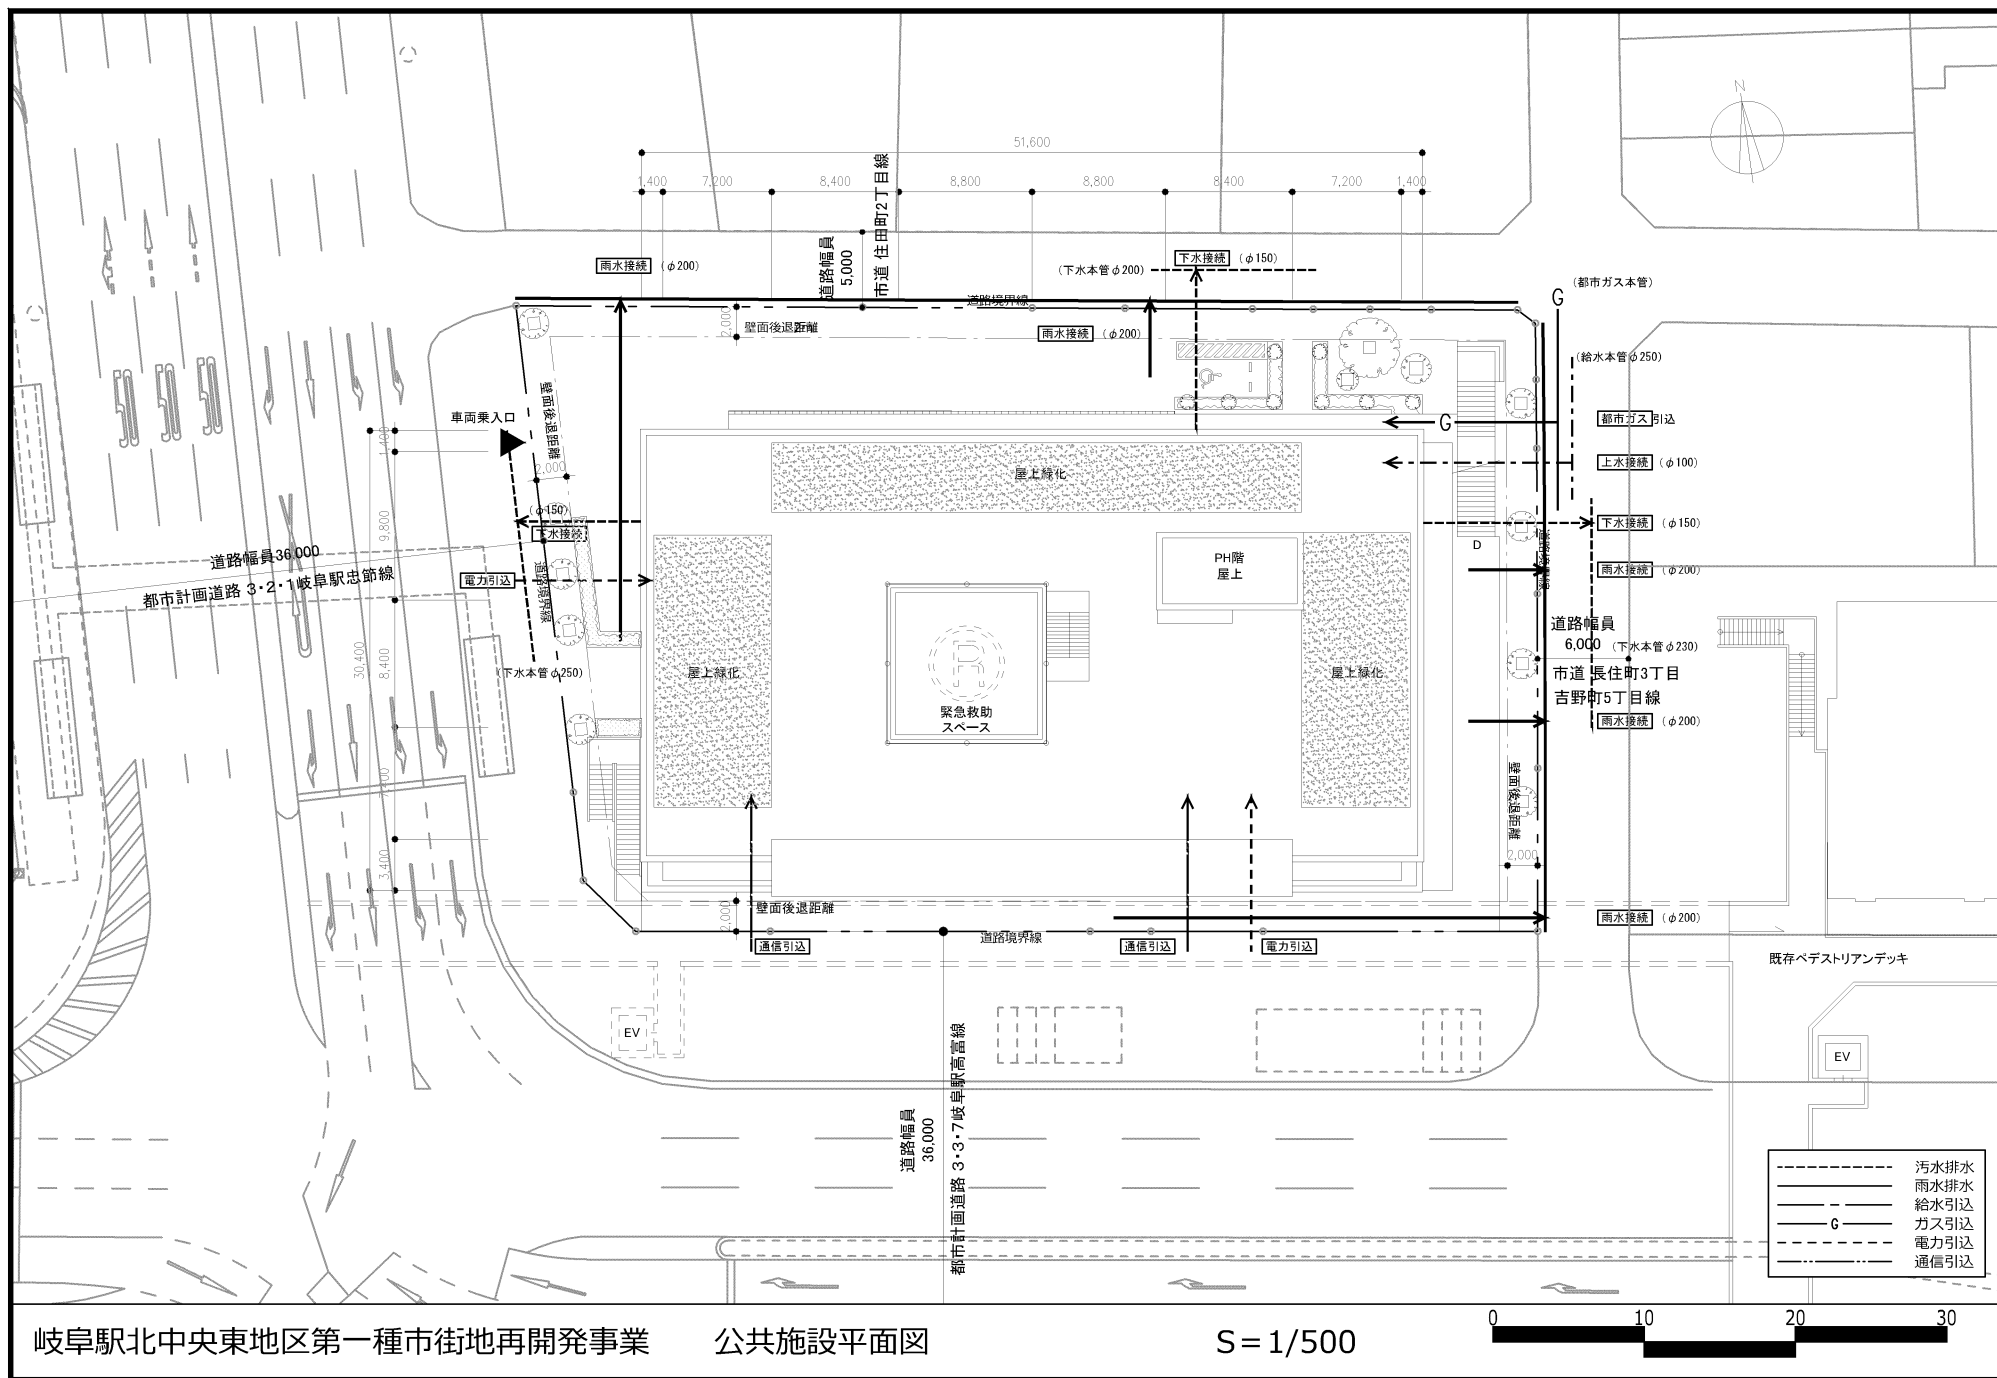 N
51,600
1,400
7,200
8,400
8,800
8,800
8,400
7,200
1,400
市道 住田町2丁目線
道路幅員
5,000
雨水接続 (φ200)
下水接続 (φ150)
(下水本管φ200)
G
(都市ガス本管)
道路境界線
2,000
壁面後退距離
雨水接続 (φ200)
(給水本管φ250)
壁面後退距離
車両乗入口
1,400
G
都市ガス引込
2,000
屋上緑化
上水接続 (φ100)
(φ150)
下水接続
下水接続 (φ150)
9,800
道路幅員36,000
都市計画道路 3・2・1岐阜駅忠節線
道路境界線
電力引込
D
道路境界線
PH階
屋上
雨水接続 (φ200)
道路幅員
6,000 (下水本管φ230)
市道 長住町3丁目
吉野町5丁目線
30,400
8,400
(下水本管φ250)
屋上緑化
R
緊急救助
スペース
屋上緑化
雨水接続 (φ200)
7,400
壁面後退距離
3,400
2,000
2,000
壁面後退距離
雨水接続 (φ200)
通信引込
道路境界線
通信引込
電力引込
既存ペデストリアンデッキ
EV
EV
道路幅員
36,000
都市計画道路 3・3・7岐阜駅高富線
汚水排水
雨水排水
給水引込
G ガス引込
電力引込
通信引込
岐阜駅北中央東地区第一種市街地再開発事業 公共施設平面図 S=1/500
0 10 20 30